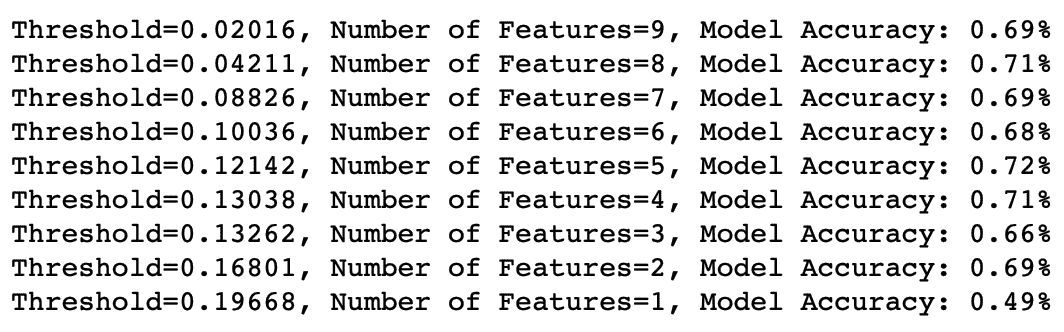 Threshold=0.02016, Number of Features=9, Model Accuracy: 0.69%
Threshold=0.04211, Number of Features=8, Model Accuracy: 0.71%
Threshold=0.08826, Number of Features=7, Model Accuracy: 0.69%
Threshold=0.10036, Number of Features=6, Model Accuracy: 0.68%
Threshold=0.12142, Number of Features=5, Model Accuracy: 0.72%
Threshold=0.13038, Number of Features=4, Model Accuracy: 0.71%
Threshold=0.13262, Number of Features=3, Model Accuracy: 0.66%
Threshold=0.16801, Number of Features=2, Model Accuracy: 0.69%
Threshold=0.19668, Number of Features=1, Model Accuracy: 0.49%